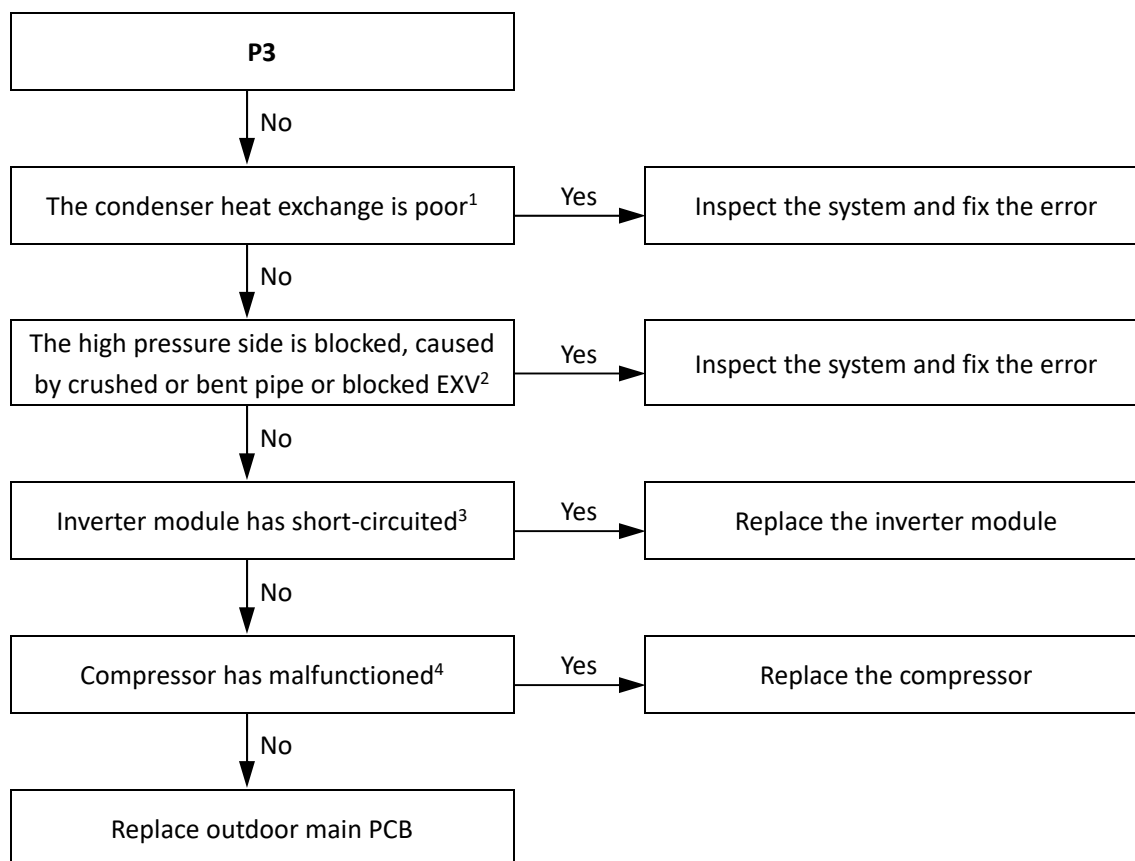 P3
No
The condenser heat exchange is poor1
Yes
Inspect the system and fix the error
No
The high pressure side is blocked, caused
by crushed or bent pipe or blocked EXV2
Yes
Inspect the system and fix the error
No
Inverter module has short-circuited3
Yes
Replace the inverter module
No
Compressor has malfunctioned4
Yes
Replace the compressor
No
Replace outdoor main PCB